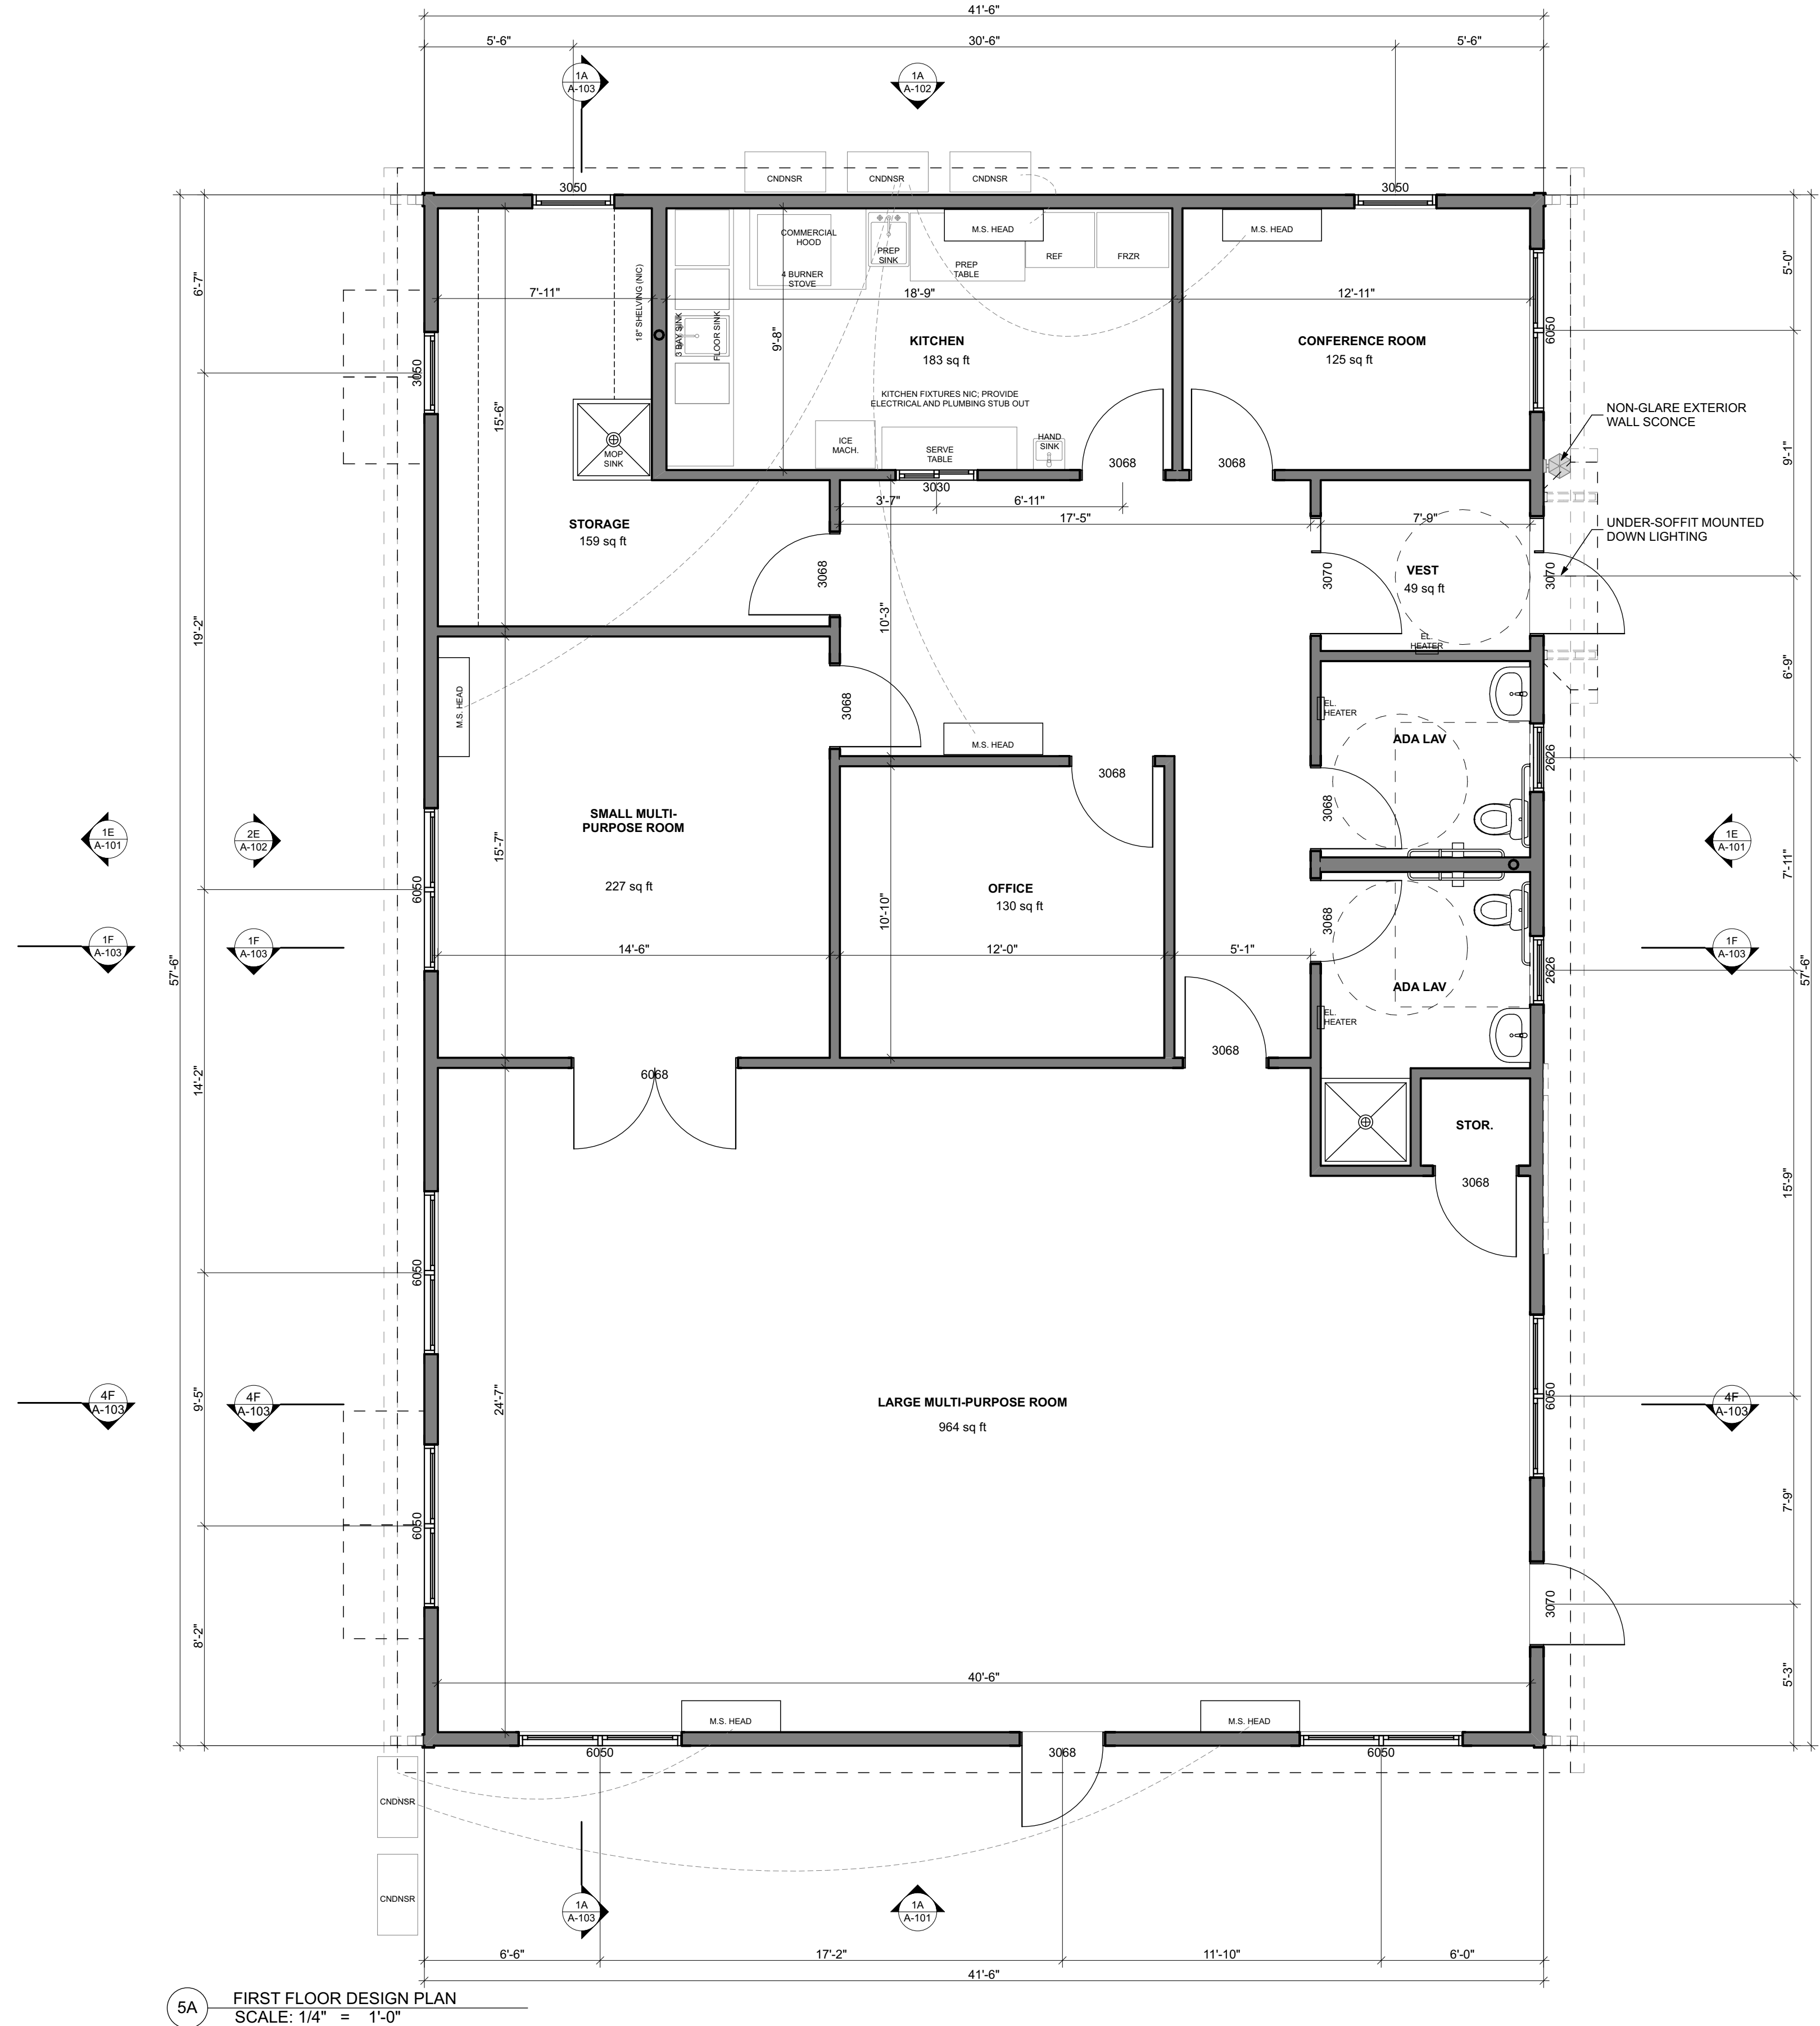 41'-6"
5'-6"
30'-6"
5'-6"
1A
A-103
1A
A-102
CNDNSR
CNDNSR
CNDNSR
3050
3050
COMMERCIAL
HOOD
4 BURNER
STOVE
PREP
SINK
M.S. HEAD
PREP
TABLE
REF
FRZR
M.S. HEAD
6'-7"
5'-0"
7'-11"
18" SHELVING (NIC)
18'-9"
12'-11"
3 BAY SINK
FLOOR SINK
9'-8"
KITCHEN
183 sq ft
CONFERENCE ROOM
125 sq ft
6050
3050
KITCHEN FIXTURES NIC; PROVIDE
ELECTRICAL AND PLUMBING STUB OUT
15'-6"
NON-GLARE EXTERIOR
WALL SCONCE
9'-1"
MOP
SINK
ICE
MACH.
SERVE
TABLE
HAND
SINK
3068
3068
3030
3'-7"
6'-11"
17'-5"
7'-9"
STORAGE
159 sq ft
UNDER-SOFFIT MOUNTED
DOWN LIGHTING
3068
3070
VEST
49 sq ft
3070
10'-3"
19'-2"
EL.
HEATER
6'-9"
M.S. HEAD
3068
EL.
HEATER
ADA LAV
M.S. HEAD
3068
2626
3068
SMALL MULTI-
PURPOSE ROOM
227 sq ft
15'-7"
1E
A-101
2E
A-102
1E
A-101
7'-11"
6050
OFFICE
130 sq ft
10'-10"
3068
1F
A-103
1F
A-103
1F
A-103
57'-6"
57'-6"
14'-6"
12'-0"
5'-1"
2626
ADA LAV
EL.
HEATER
3068
6068
14'-2"
STOR.
3068
15'-9"
6050
4F
A-103
4F
A-103
9'-5"
24'-7"
LARGE MULTI-PURPOSE ROOM
964 sq ft
6050
4F
A-103
6050
7'-9"
3070
8'-2"
40'-6"
5'-3"
M.S. HEAD
M.S. HEAD
6050
3068
6050
CNDNSR
CNDNSR
1A
A-103
1A
A-101
6'-6"
17'-2"
11'-10"
6'-0"
41'-6"
5A
FIRST FLOOR DESIGN PLAN
SCALE: 1/4" = 1'-0"